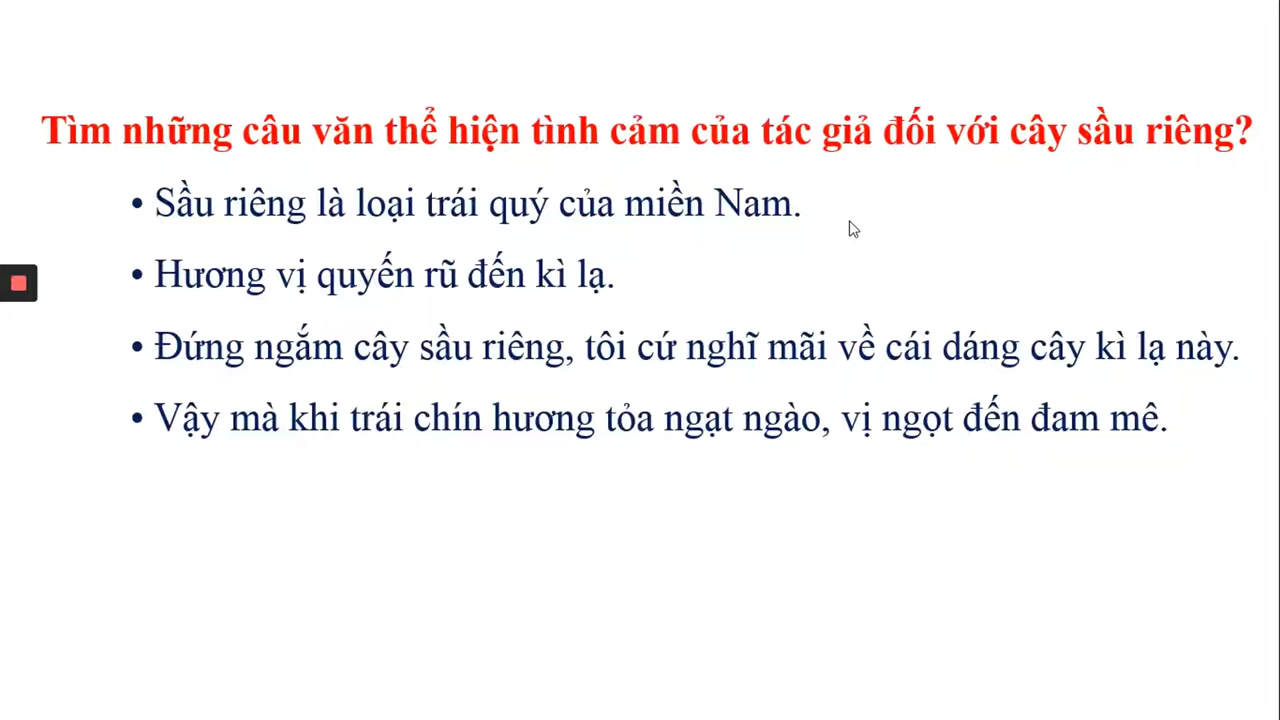 Tìm những câu văn thể hiện tình cảm của tác giả đối với cây sầu riêng?
• Sầu riêng là loại trái quý của miền Nam.
• Hương vị quyến rũ đến kì lạ.
• Đứng ngắm cây sầu riêng, tôi cứ nghĩ mãi về cái dáng cây kì lạ này.
• Vậy mà khi trái chín hương tỏa ngạt ngào, vị ngọt đến đam mê.